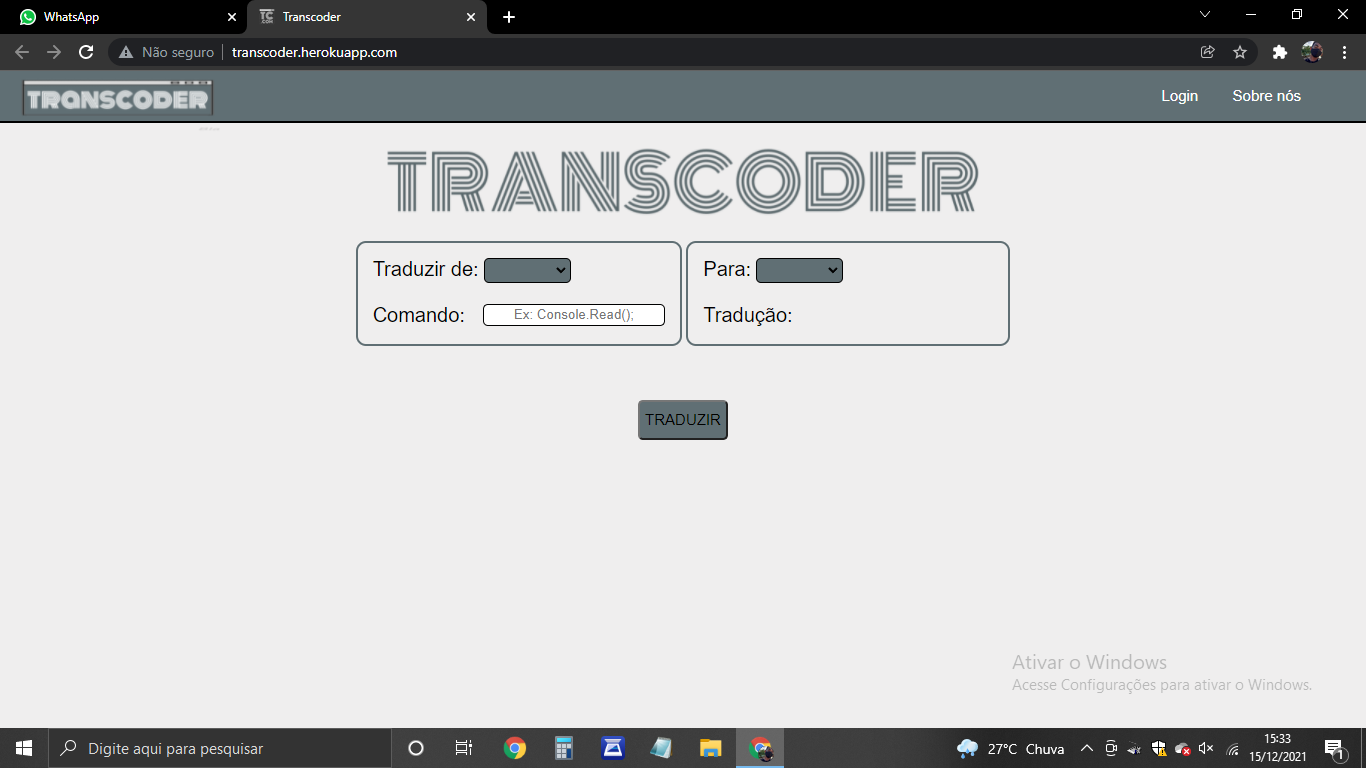 WhatsApp
Transcoder
Não seguro
transcoder.herokuapp.com
TRANSCODER
Login
Sobre nós
TRANSCODER
Traduzir de:
Para:
Comando:
Ex: Console.Read();
Tradução:
TRADUZIR
Ativar o Windows
Acesse Configurações para ativar o Windows.
Digite aqui para pesquisar
27°C Chuva
15:33
15/12/2021
1